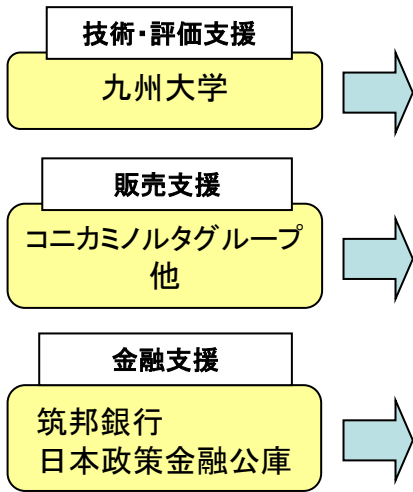 技術・評価支援
九州大学
販売支援
コニカミノルタグループ
他
金融支援
筑邦銀行
日本政策金融公庫